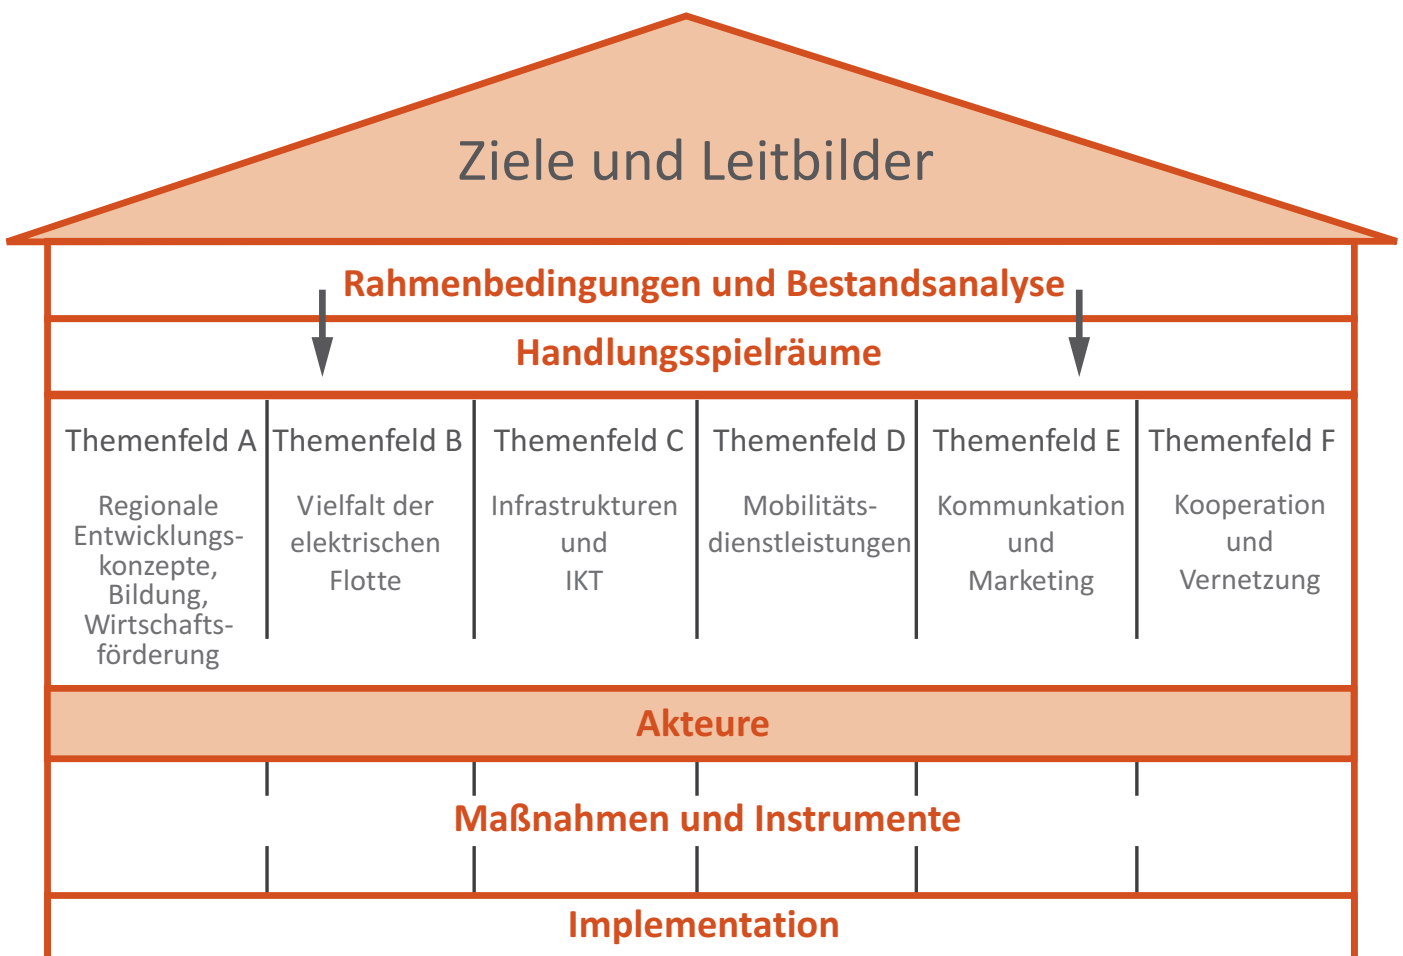 Ziele und Leitbilder
Rahmenbedingungen und Bestandsanalyse
Handlungsspielräume
Themenfeld A
Regionale
Entwicklungs-
konzepte,
Bildung,
Wirtschafts-
förderung
Themenfeld B
Vielfalt der
elektrischen
Flotte
Themenfeld C
Infrastrukturen
und
IKT
Themenfeld D
Mobilitäts-
dienstleistungen
Themenfeld E
Kommunkation
und
Marketing
Themenfeld F
Kooperation
und
Vernetzung
Akteure
Maßnahmen und Instrumente
Implementation